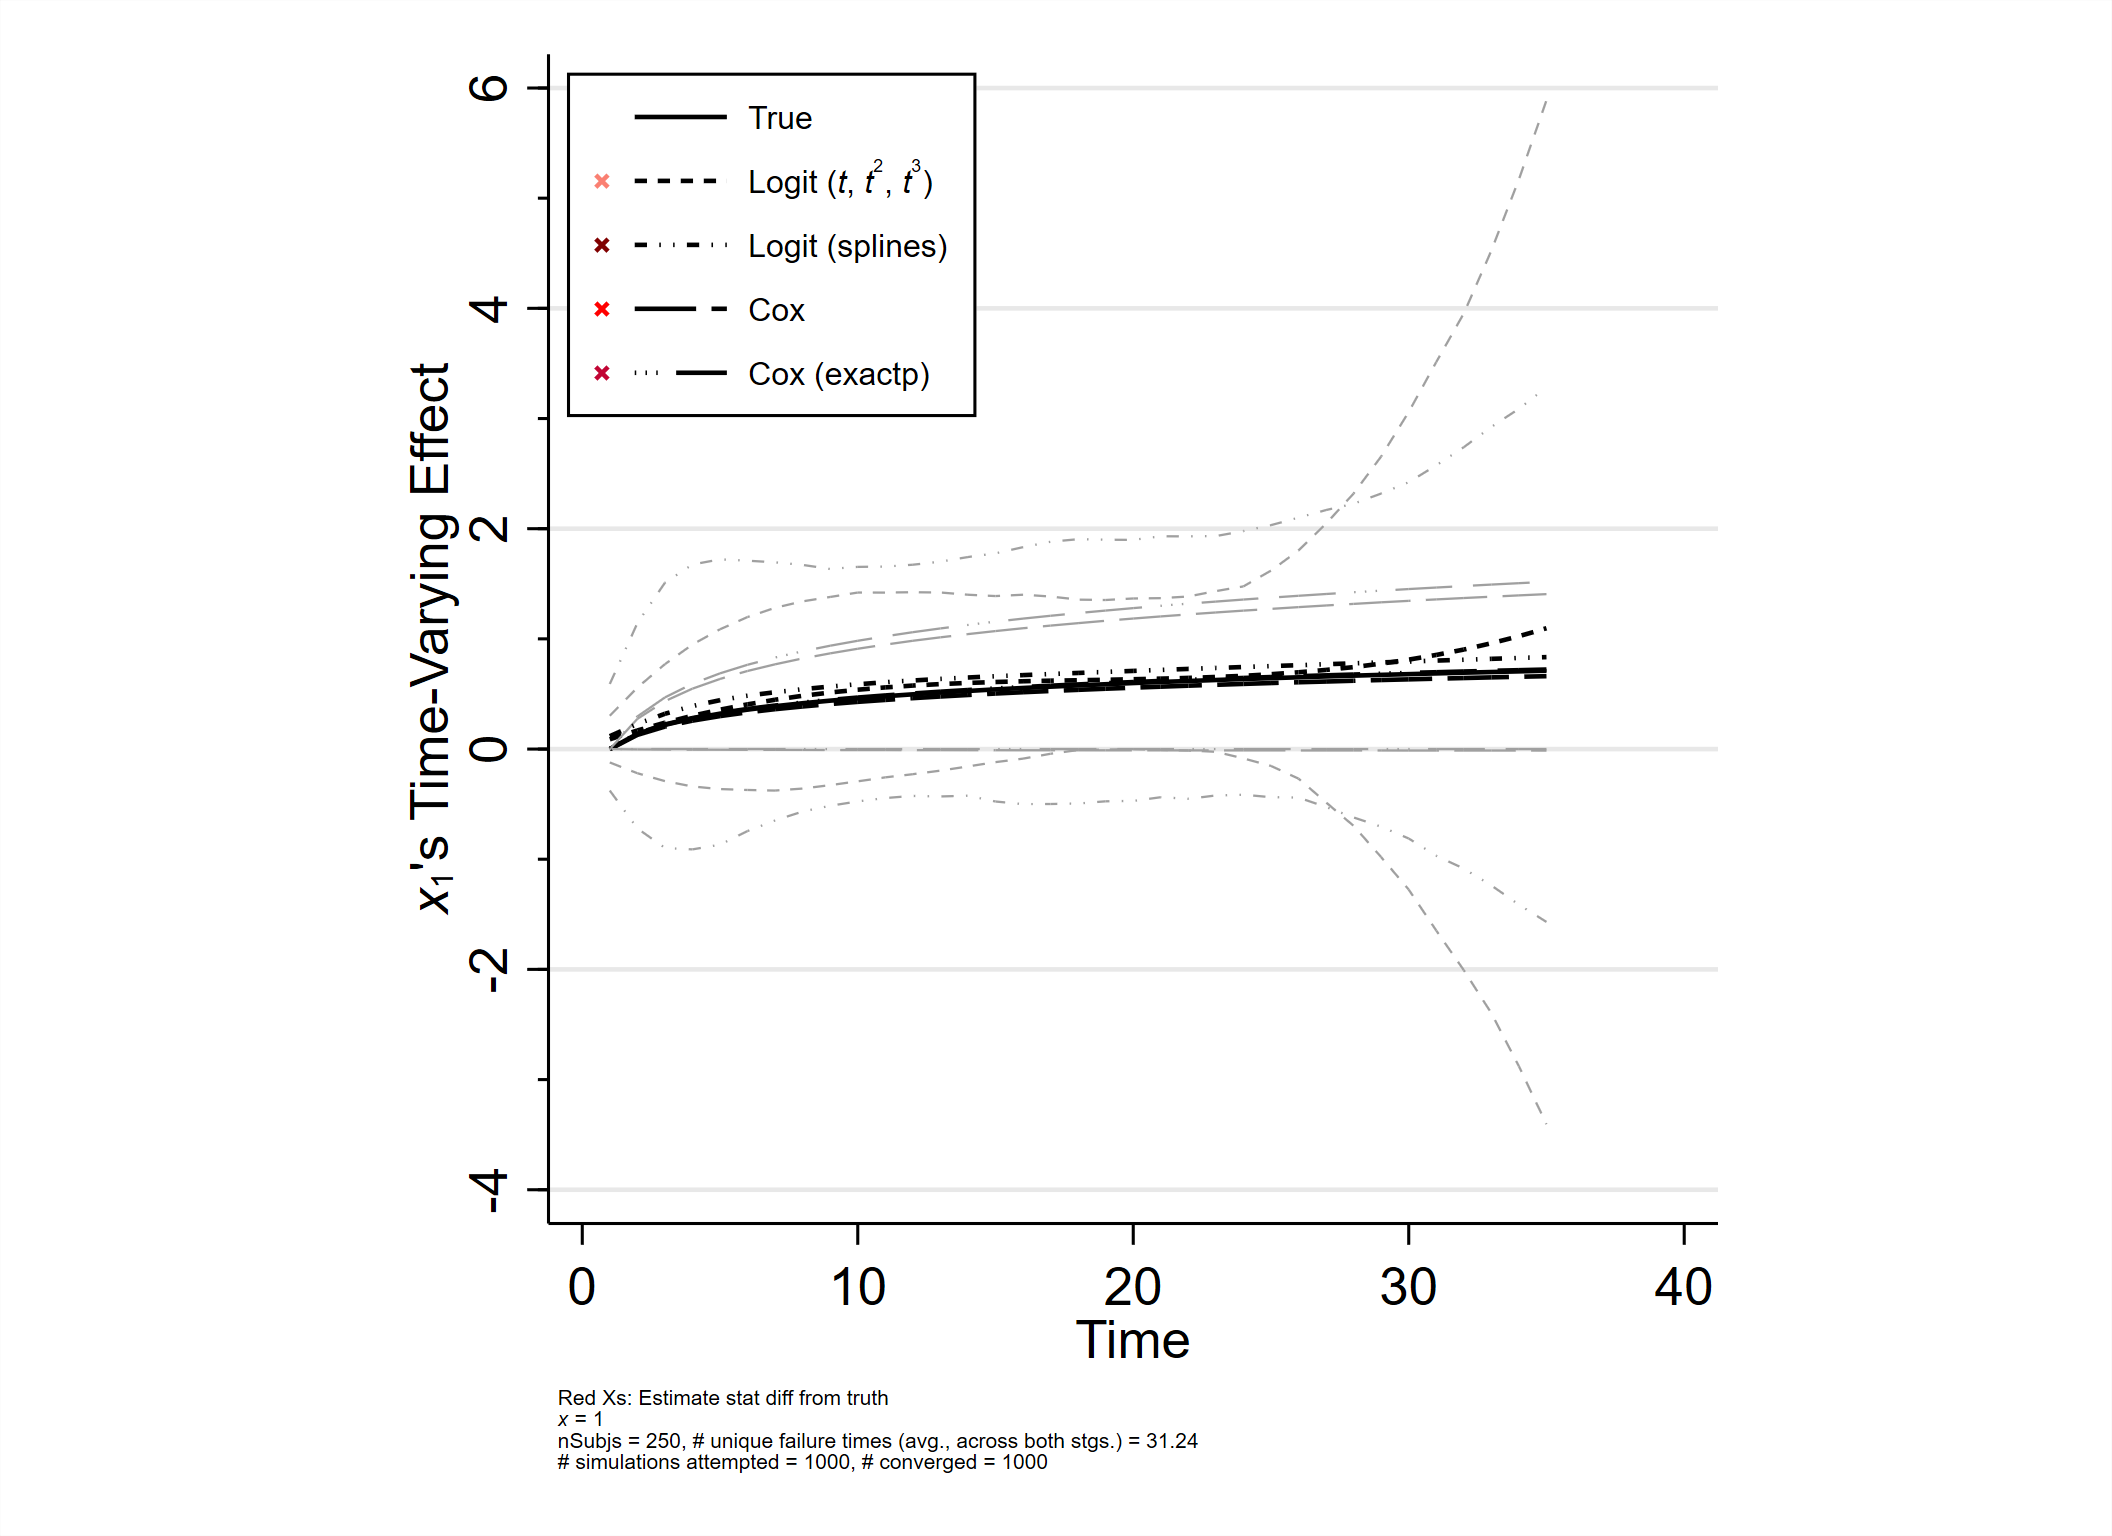 6
4
2
0
-2
-4
x₁'s Time-Varying Effect
True
Logit (t, t², t³)
Logit (splines)
Cox
Cox (exactp)
0 10 20 30 40
Time
Red Xs: Estimate stat diff from truth
x = 1
nSubjs = 250, # unique failure times (avg., across both stgs.) = 31.24
# simulations attempted = 1000, # converged = 1000